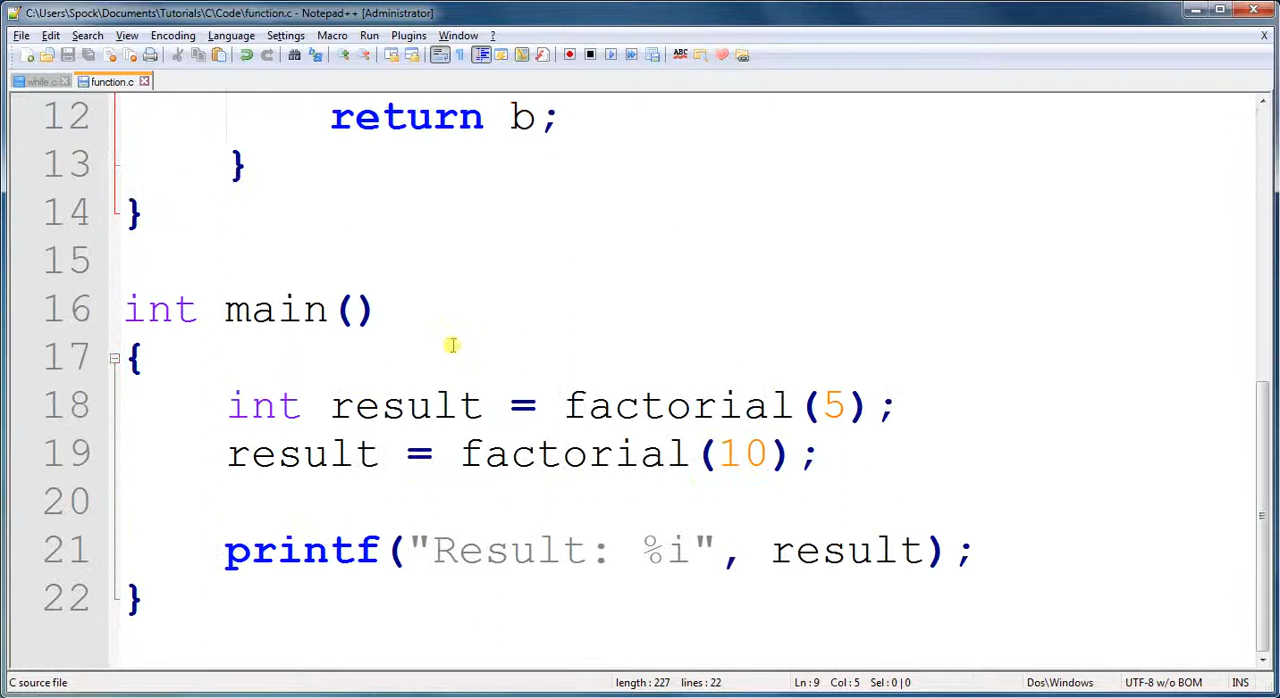 C:\Users\Spock\Documents\Tutorials\C\Code\function.c - Notepad++ [Administrator]
File Edit Search View Encoding Language Settings Macro Run Plugins Window ? X
while.c function.c
12 return b;
13 }
14 }
15
16 int main()
17 {
18 int result = factorial(5);
19 result = factorial(10);
20
21 printf("Result: %i", result);
22 }
C source file length : 227 lines : 22 Ln : 9 Col : 5 Sel : 0 | 0 Dos\Windows UTF-8 w/o BOM INS